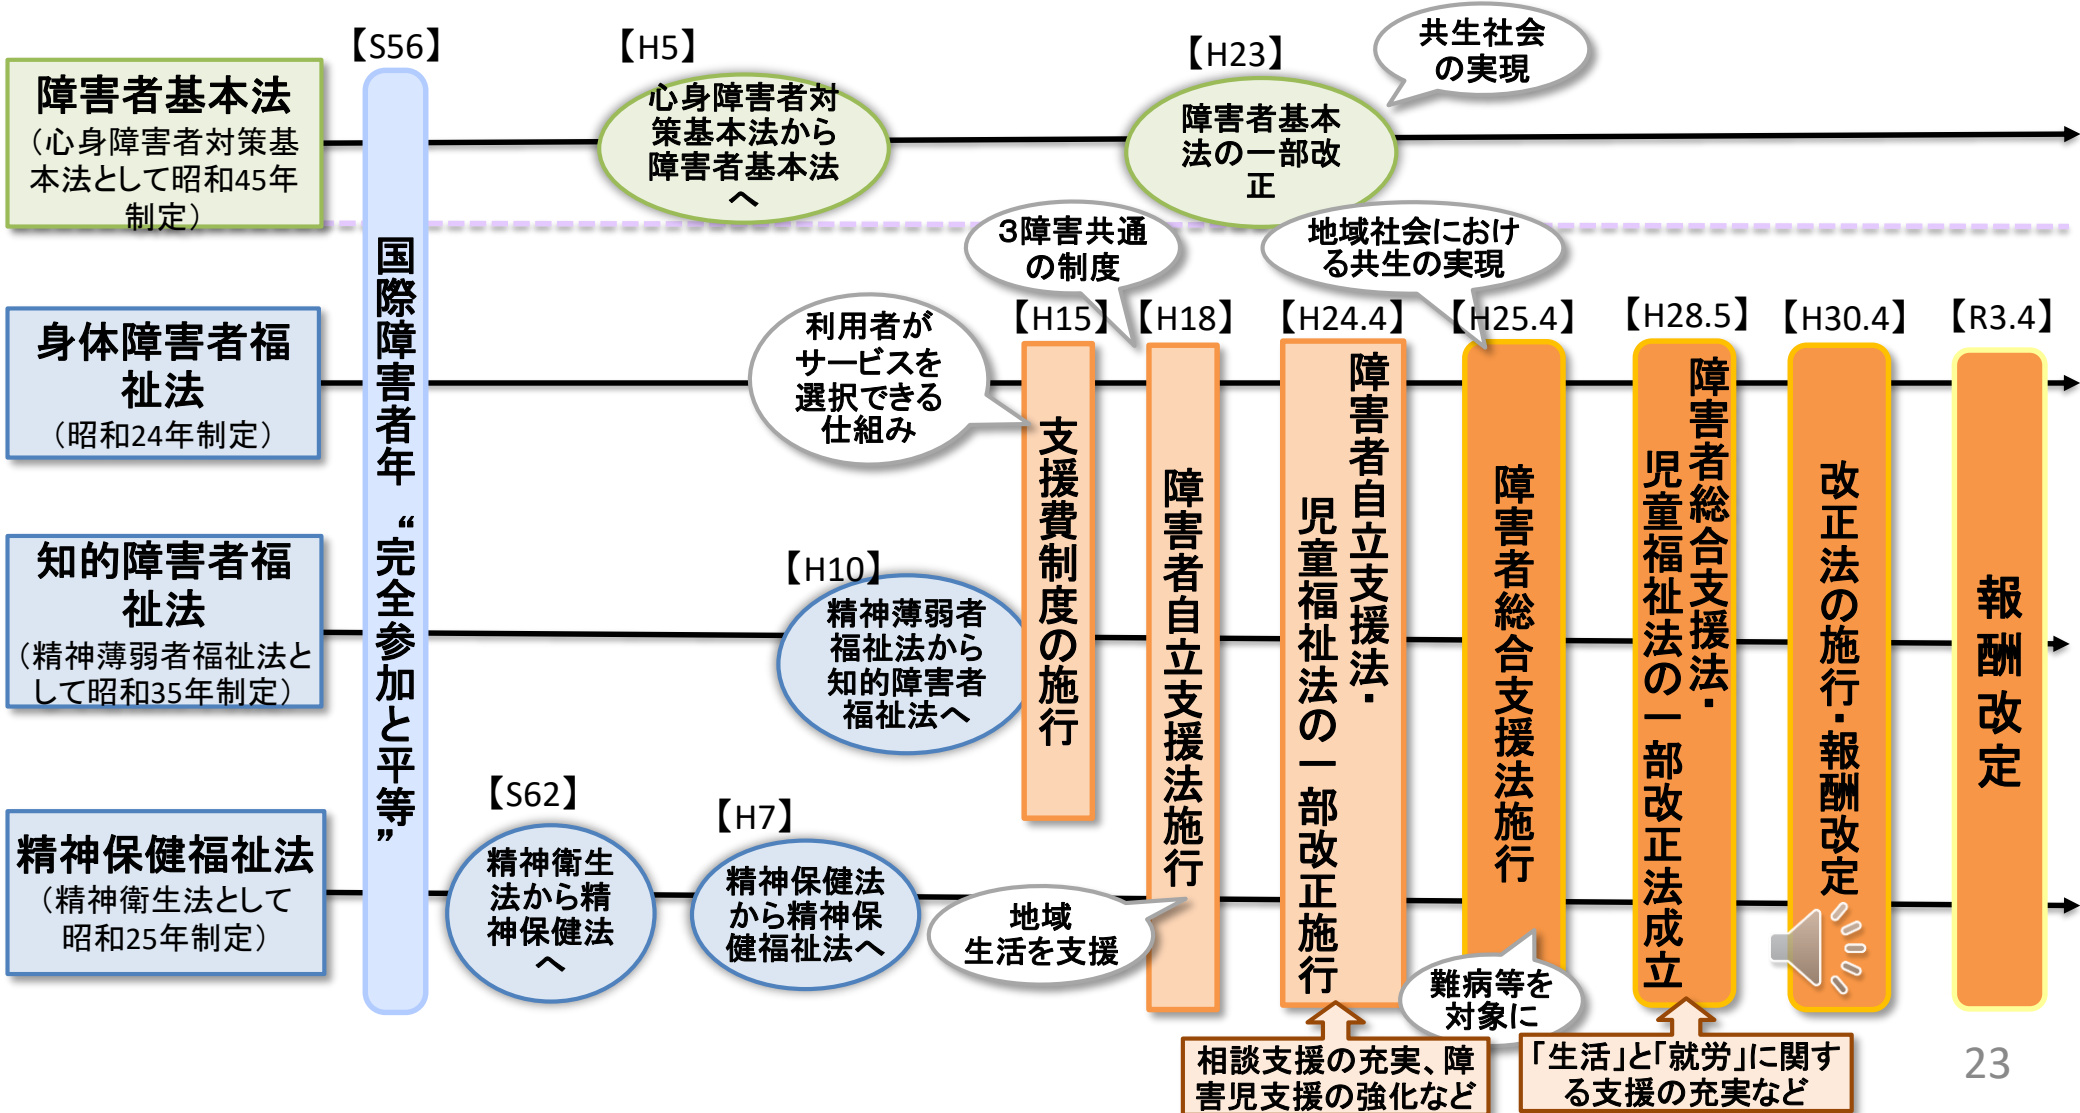 【S56】
【H5】
【H23】
共生社会
の実現
障害者基本法
（心身障害者対策基
本法として昭和45年
制定）
心身障害者対
策基本法から
障害者基本法
へ
障害者基本
法の一部改
正
国際障害者年 “完全参加と平等”
3障害共通
の制度
地域社会におけ
る共生の実現
【H15】
【H18】
【H24.4】
【H25.4】
【H28.5】
【H30.4】
【R3.4】
身体障害者福
祉法
（昭和24年制定）
利用者が
サービスを
選択できる
仕組み
支援費制度の施行
障害者自立支援法施行
障害者自立支援法・
児童福祉法の一部改正施行
障害者総合支援法施行
障害者総合支援法・
児童福祉法の一部改正法成立
改正法の施行・報酬改定
報酬改定
知的障害者福
祉法
（精神薄弱者福祉法と
して昭和35年制定）
【H10】
精神薄弱者
福祉法から
知的障害者
福祉法へ
精神保健福祉法
（精神衛生法として
昭和25年制定）
【S62】
精神衛生
法から精
神保健法
へ
【H7】
精神保健法
から精神保
健福祉法へ
地域
生活を支援
難病等を
対象に
相談支援の充実、障
害児支援の強化など
「生活」と「就労」に関す
る支援の充実など
23